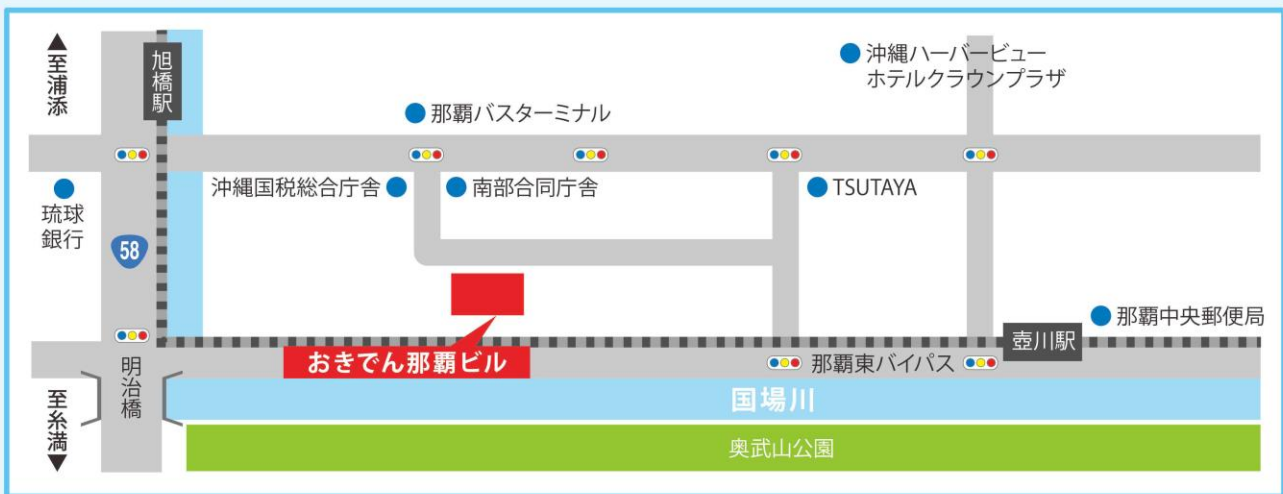 ▲至浦添
旭橋駅
沖縄ハーバービュー
ホテルクラウンプラザ
那覇バスターミナル
琉球
銀行
沖縄国税総合庁舎
南部合同庁舎
TSUTAYA
58
那覇中央郵便局
壺川駅
おきでん那覇ビル
那覇東バイパス
明治橋
至糸満▼
国場川
奥武山公園